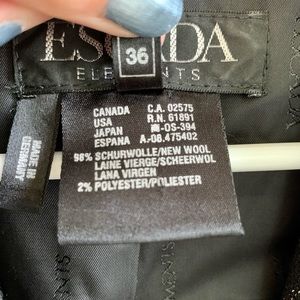 ESCADA
36
ELEMENTS
CANADA C.A. 02575
USA R.N. 61891
JAPAN -OS-394
ESPANA A-08.475402
98% SCHURWOLLE/NEW WOOL
LAINE VIERGE/SCHEERWOL
LANA VIRGEN
2% POLYESTER/POLIESTER
MADE IN
GERMANY
MENTS